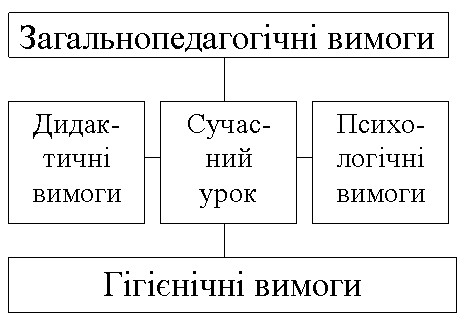 Загальнопедагогічні вимоги
Дидак-
тичні
вимоги
Сучас-
ний
урок
Психо-
логічні
вимоги
Гігієнічні вимоги